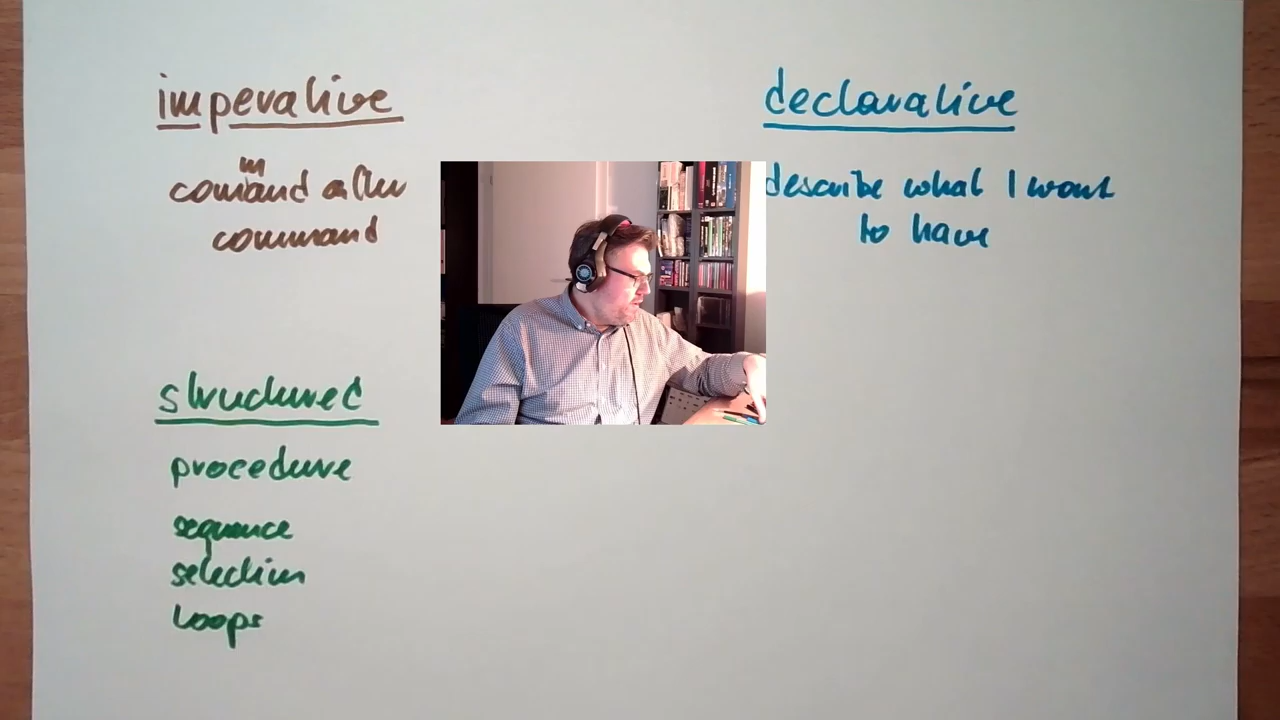 imperative
command after
command
structured
procedure
sequence
selection
loops
declarative
describe what I want
to have